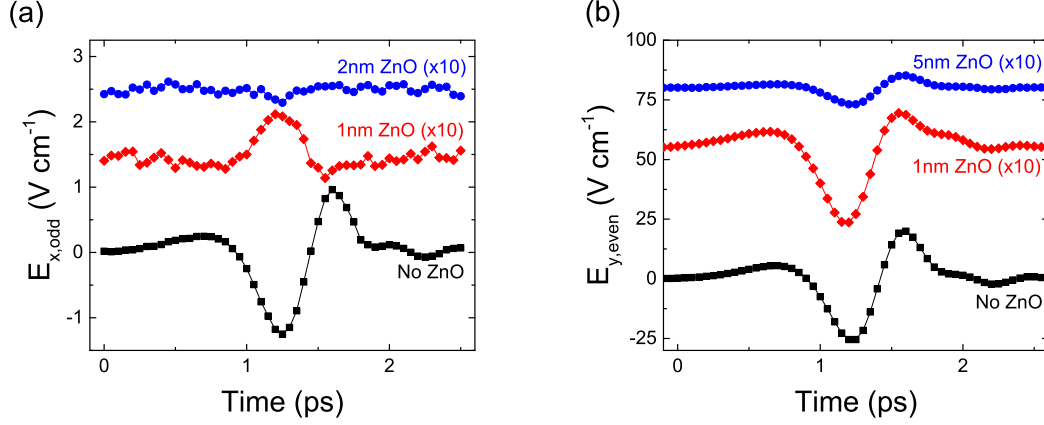 (a)
3
2
1
0
-1
0
1
2
E x,odd (V cm-1)
Time (ps)
2nm ZnO (x10)
1nm ZnO (x10)
No ZnO
(b)
100
75
50
25
0
-25
0
1
2
E y,even (V cm-1)
Time (ps)
5nm ZnO (x10)
1nm ZnO (x10)
No ZnO